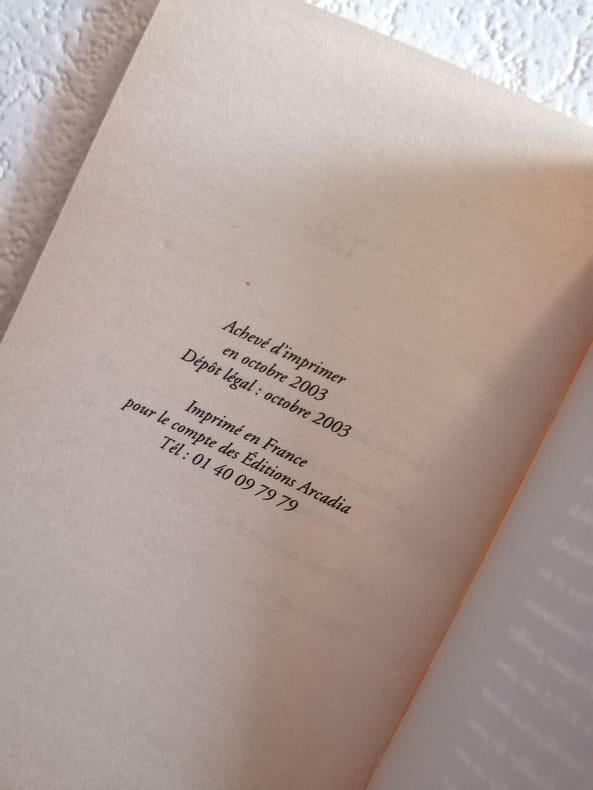 Achevé d'imprimer
en octobre 2003
Dépôt légal : octobre 2003
Imprimé en France
pour le compte des Éditions Arcadia
Tél : 01 40 09 79 79